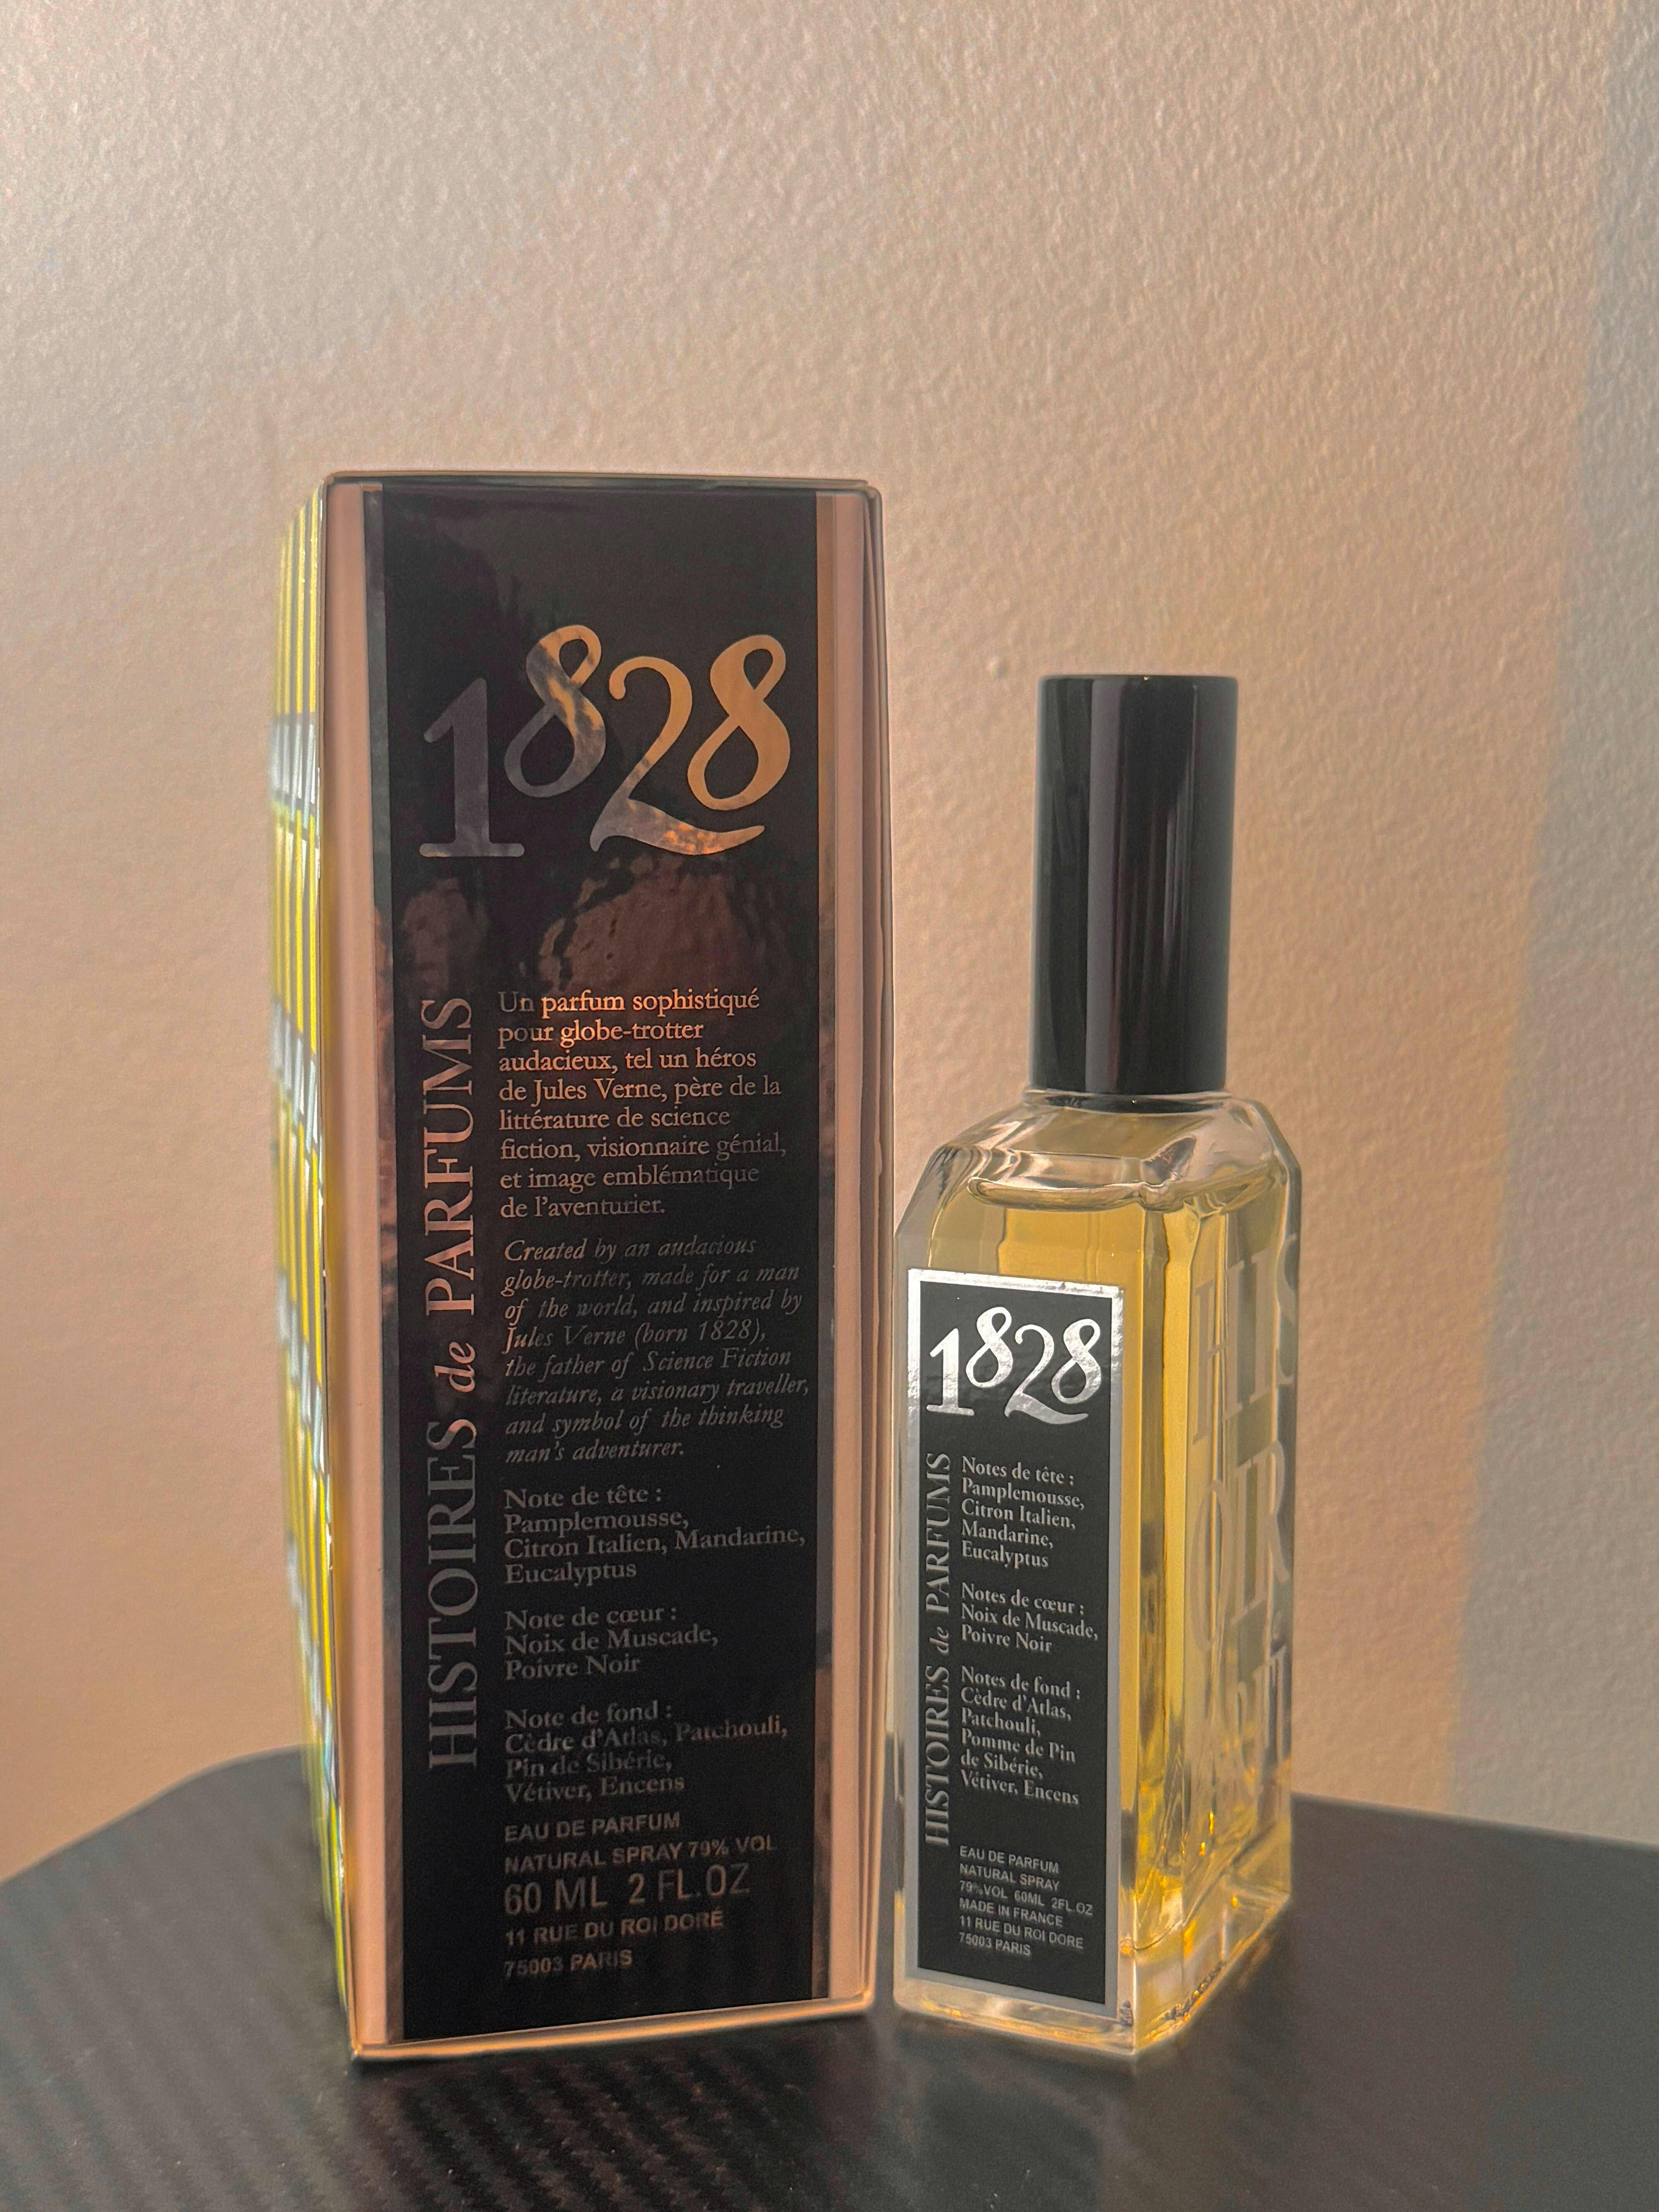 1828
HISTOIRES de PARFUMS
Un parfum sophistiqué
pour globe-trotter
audacieux, tel un héros
de Jules Verne, père de la
littérature de science
fiction, visionnaire génial,
et image emblématique
de l'aventurier.
Created by an audacious
globe-trotter, made for a man
of the world, and inspired by
Jules Verne (born 1828),
the father of Science Fiction
literature, a visionary traveller,
and symbol of the thinking
man's adventurer.
Note de tête :
Pamplemousse,
Citron Italien, Mandarine,
Eucalyptus
Note de cœur :
Noix de Muscade,
Poivre Noir
Note de fond :
Cèdre d'Atlas, Patchouli,
Pin de Sibérie,
Vétiver, Encens
EAU DE PARFUM
NATURAL SPRAY 79% VOL
60 ML 2 FL.OZ
11 RUE DU ROI DORÉ
75003 PARIS
1828
HISTOIRES de PARFUMS
Notes de tête :
Pamplemousse,
Citron Italien,
Mandarine,
Eucalyptus
Notes de cœur :
Noix de Muscade,
Poivre Noir
Notes de fond :
Cèdre d'Atlas,
Patchouli,
Pomme de Pin
de Sibérie,
Vétiver, Encens
EAU DE PARFUM
NATURAL SPRAY
79%VOL 60ML 2FL.OZ
MADE IN FRANCE
11 RUE DU ROI DORE
75003 PARIS
HIS
OIR